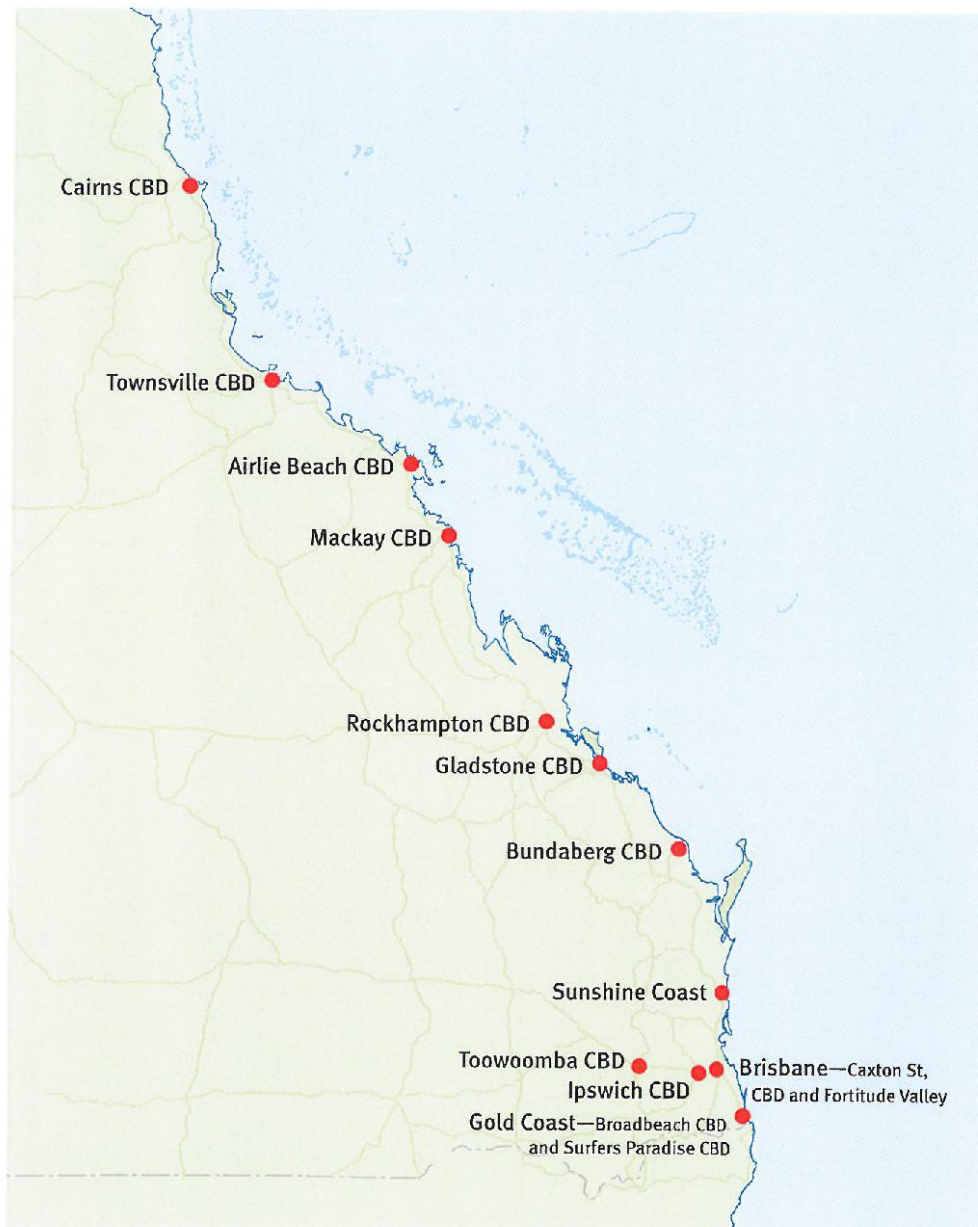 Cairns CBD
Townsville CBD
Airlie Beach CBD
Mackay CBD
Rockhampton CBD
Gladstone CBD
Bundaberg CBD
Sunshine Coast
Toowoomba CBD
Ipswich CBD
Brisbane—Caxton St,
CBD and Fortitude Valley
Gold Coast—Broadbeach CBD
and Surfers Paradise CBD